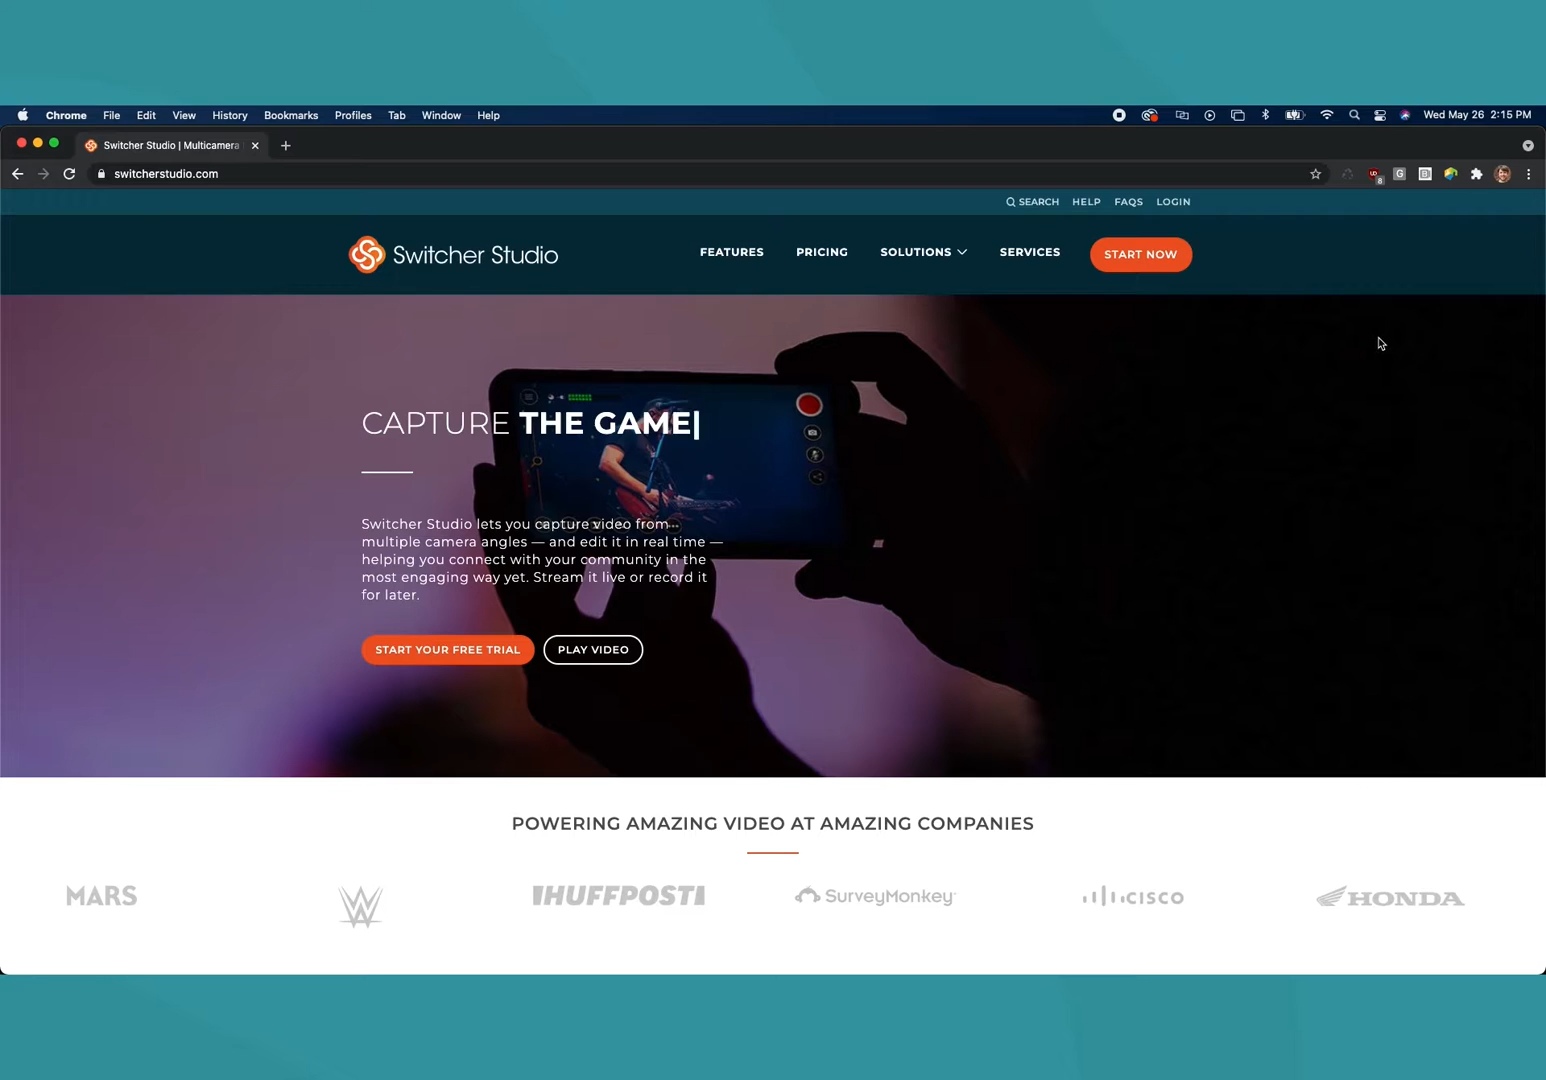 Chrome File Edit View History Bookmarks Profiles Tab Window Help Wed May 26 2:15 PM
Switcher Studio | Multicamera
switcherstudio.com
SEARCH HELP FAQS LOGIN
Switcher Studio FEATURES PRICING SOLUTIONS SERVICES START NOW
CAPTURE THE GAME|
Switcher Studio lets you capture video from
multiple camera angles — and edit it in real time —
helping you connect with your community in the
most engaging way yet. Stream it live or record it
for later.
START YOUR FREE TRIAL PLAY VIDEO
POWERING AMAZING VIDEO AT AMAZING COMPANIES
MARS W HUFFPOST SurveyMonkey CISCO HONDA